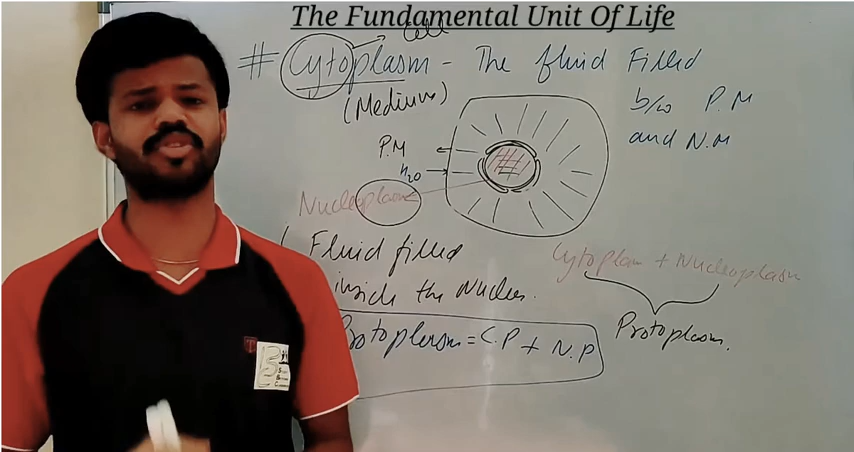 The Fundamental Unit Of Life
Cell
# Cytoplasm - The fluid Filled
b/w P.M
and N.M
(Medium)
P.M
H2O
Nucleoplasm
Fluid filled
inside the Nucleus.
Cytoplasm + Nucleoplasm
Protoplasm.
Protoplasm = C.P + N.P